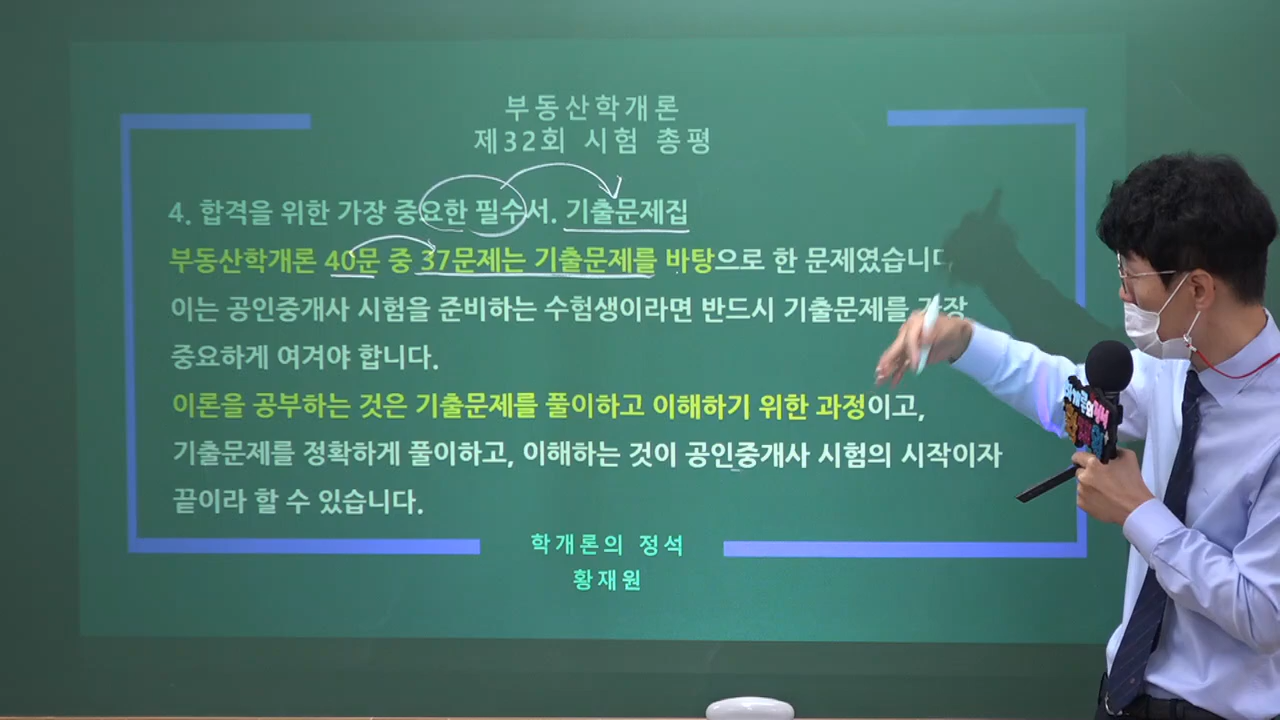 부동산학개론
제32회 시험 총평
4. 합격을 위한 가장 중요한 필수서. 기출문제집
부동산학개론 40문 중 37문제는 기출문제를 바탕으로 한 문제였습니다
이는 공인중개사 시험을 준비하는 수험생이라면 반드시 기출문제를 가장
중요하게 여겨야 합니다.
이론을 공부하는 것은 기출문제를 풀이하고 이해하기 위한 과정이고,
기출문제를 정확하게 풀이하고, 이해하는 것이 공인중개사 시험의 시작이자
끝이라 할 수 있습니다.
학개론의 정석
황재원